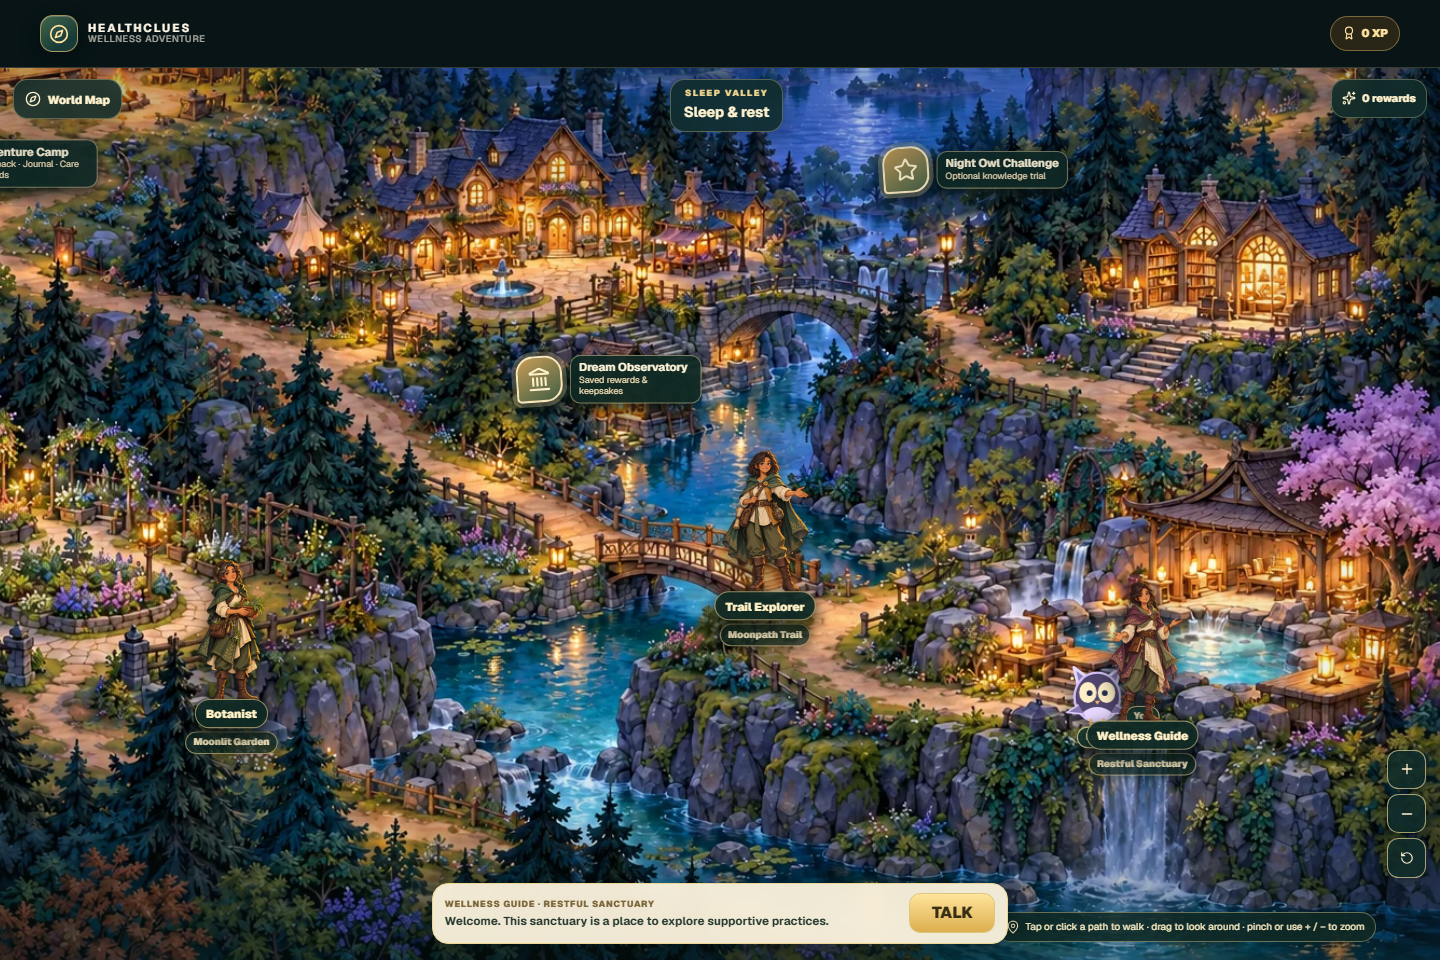 HEALTHCLUES
WELLNESS ADVENTURE
0 XP
World Map
SLEEP VALLEY
Sleep & rest
0 rewards
enture Camp
ack · Journal · Care
ds
Night Owl Challenge
Optional knowledge trial
Dream Observatory
Saved rewards &
keepsakes
Trail Explorer
Moonpath Trail
Botanist
Moonlit Garden
Wellness Guide
Restful Sanctuary
WELLNESS GUIDE · RESTFUL SANCTUARY
Welcome. This sanctuary is a place to explore supportive practices.
TALK
Tap or click a path to walk · drag to look around · pinch or use + / − to zoom